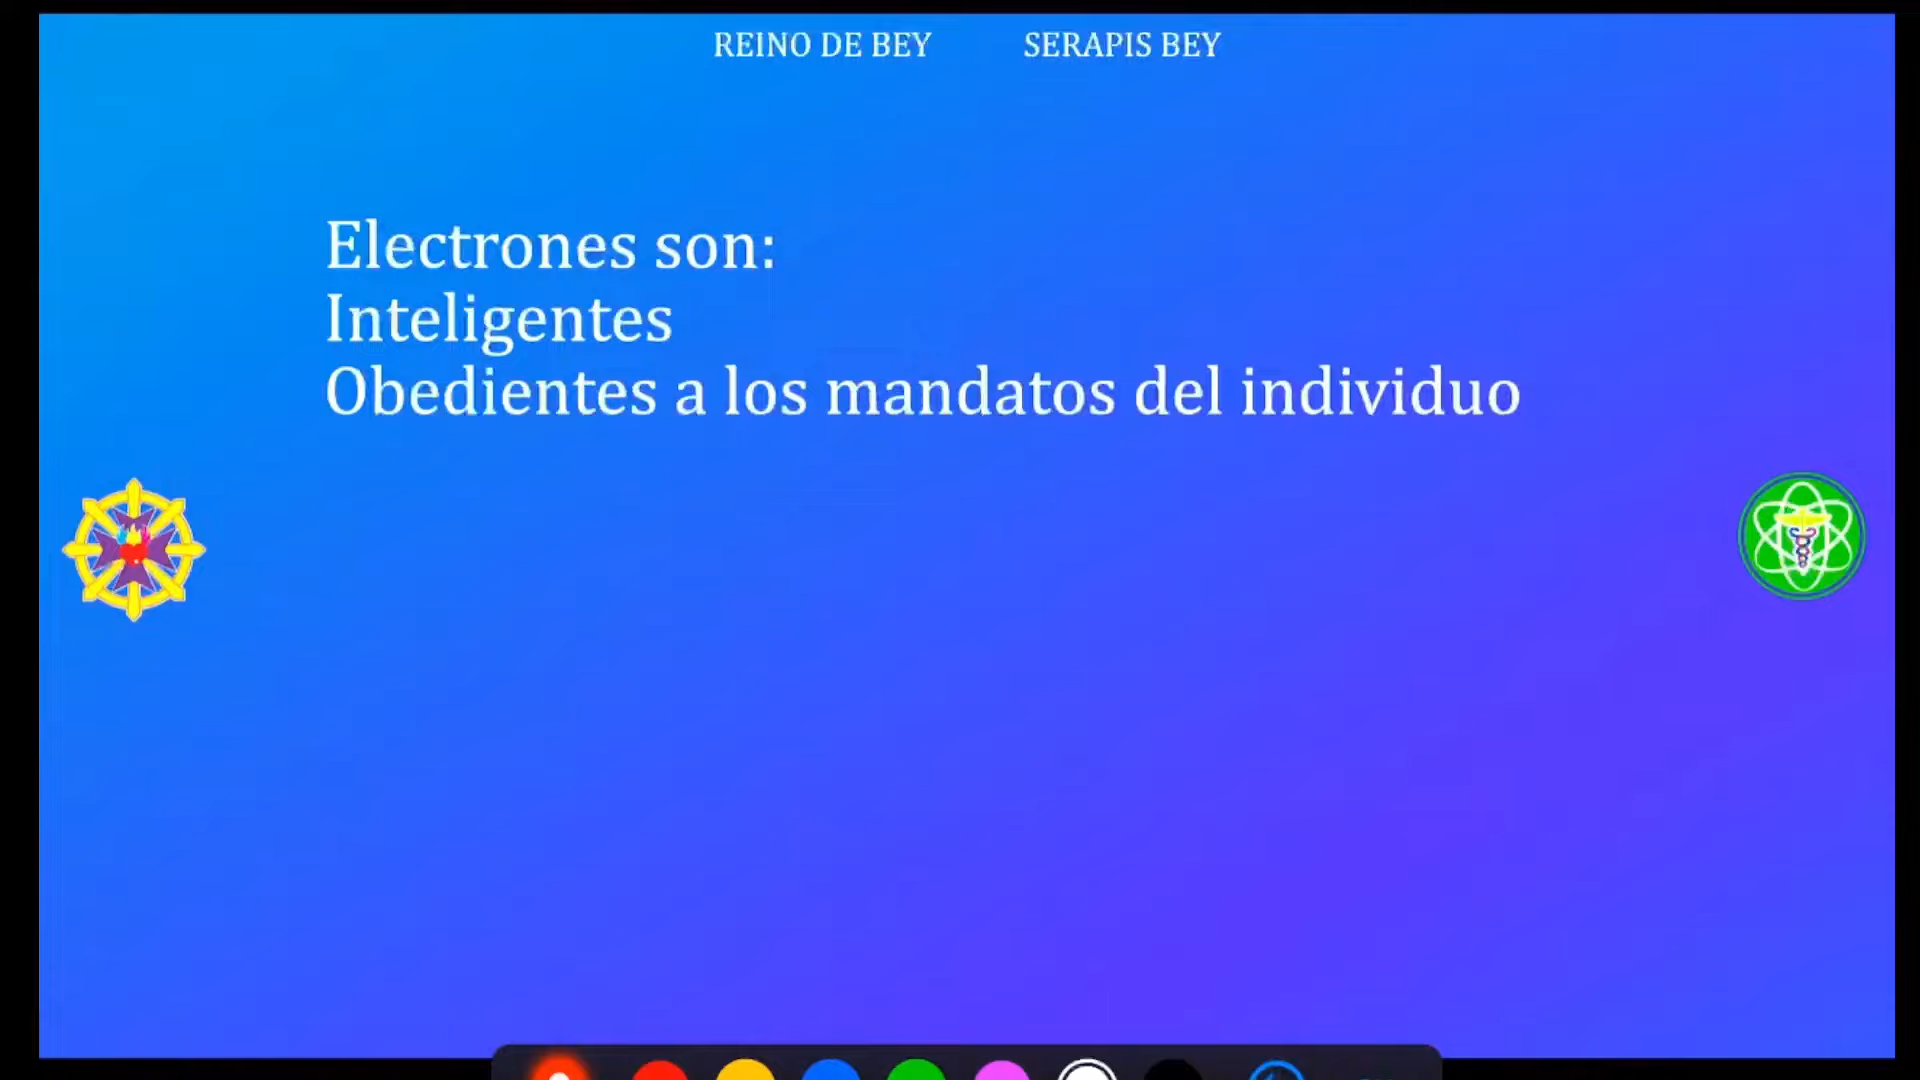 REINO DE BEY SERAPIS BEY
Electrones son:
Inteligentes
Obedientes a los mandatos del individuo